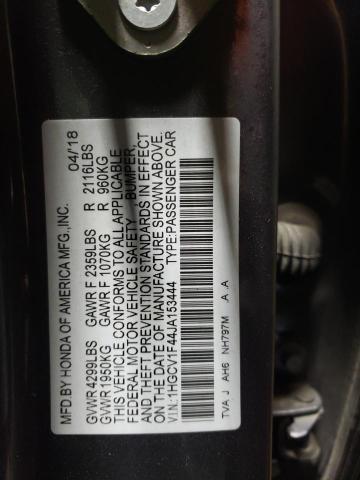 MFD.BY HONDA OF AMERICA MFG.,INC. 04/18
GVWR 4299LBS GAWR F 2359LBS R 2116LBS
GVWR 1950KG GAWR F 1070KG R 960KG
THIS VEHICLE CONFORMS TO ALL APPLICABLE
FEDERAL MOTOR VEHICLE SAFETY, BUMPER,
AND THEFT PREVENTION STANDARDS IN EFFECT
ON THE DATE OF MANUFACTURE SHOWN ABOVE.
V.I.N.:1HGCV1F44JA153444 TYPE:PASSENGER CAR
TVA J AH6 NH797M .A .A